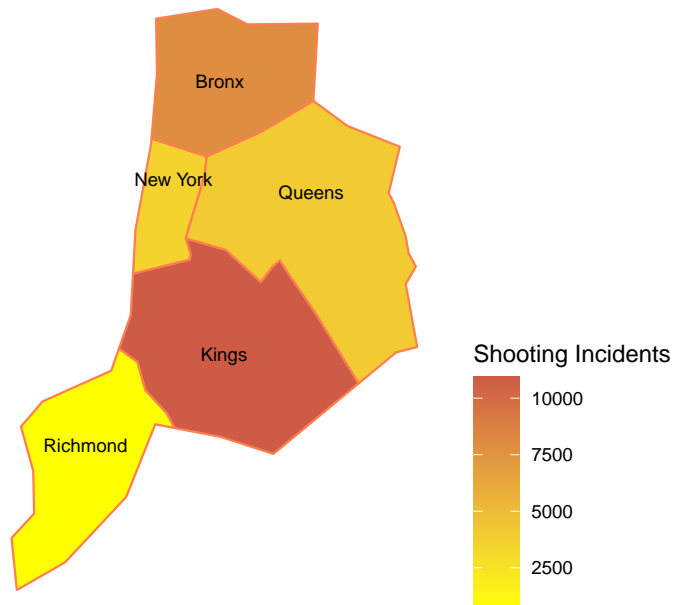 Bronx
New York
Queens
Kings
Richmond
Shooting Incidents
10000
7500
5000
2500